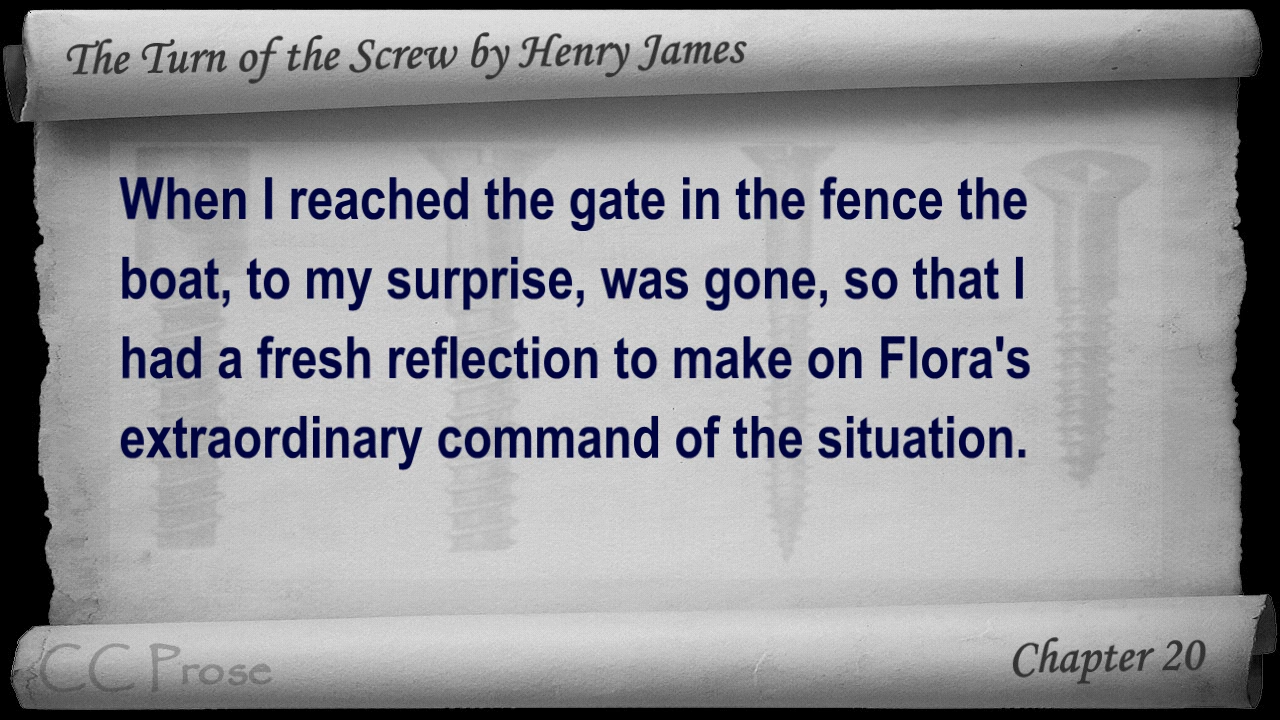 The Turn of the Screw by Henry James
When I reached the gate in the fence the
boat, to my surprise, was gone, so that I
had a fresh reflection to make on Flora's
extraordinary command of the situation.
CC Prose
Chapter 20